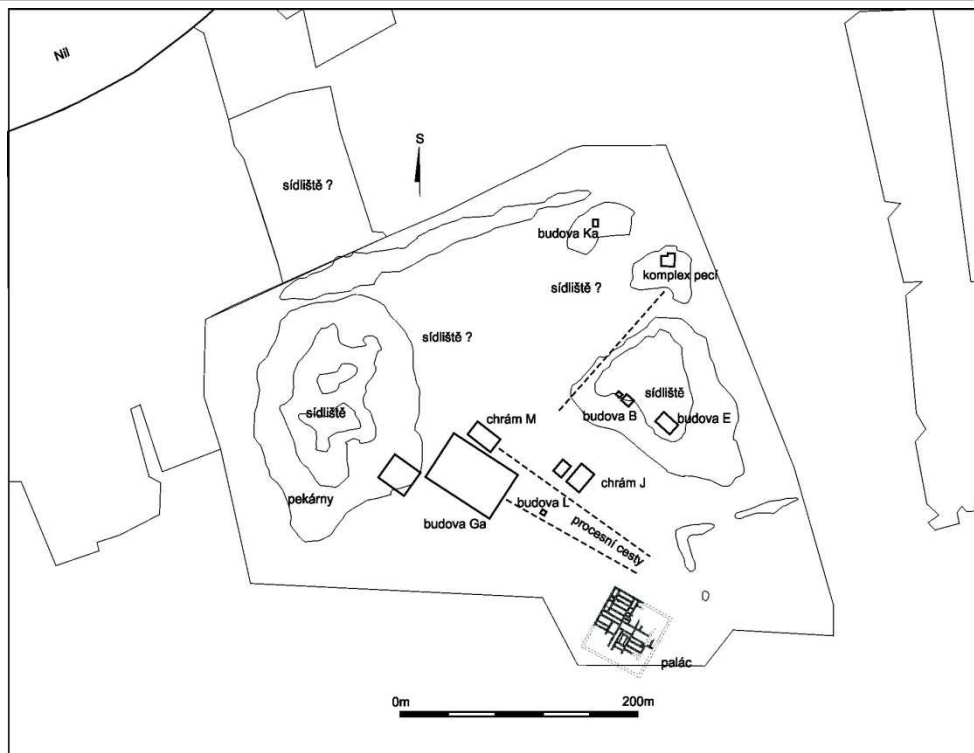 Nil
S
sídliště ?
budova Ka
komplex pecí
sídliště ?
sídliště ?
sídliště
sídliště
budova B
budova E
chrám M
chrám J
pekárny
budova L
budova Ga
procesní cesty
palác
0m
200m